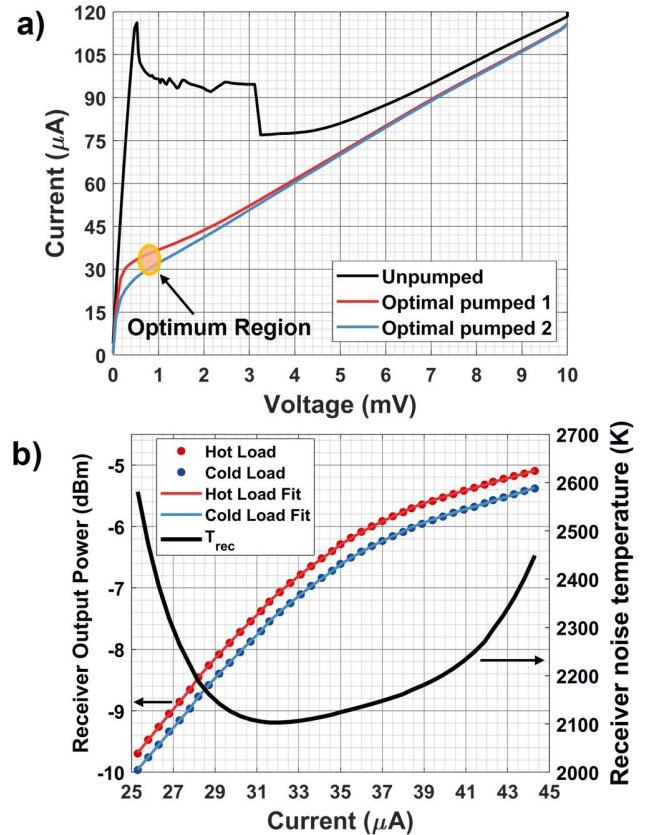 a)
120
105
90
75
60
45
30
15
0
Current (μA)
Unpumped
Optimal pumped 1
Optimal pumped 2
Optimum Region
0 1 2 3 4 5 6 7 8 9 10
Voltage (mV)
b)
-5
-6
-7
-8
-9
-10
Receiver Output Power (dBm)
Hot Load
Cold Load
Hot Load Fit
Cold Load Fit
Trec
2700
2600
2500
2400
2300
2200
2100
2000
Receiver noise temperature (K)
25 27 29 31 33 35 37 39 41 43 45
Current (μA)